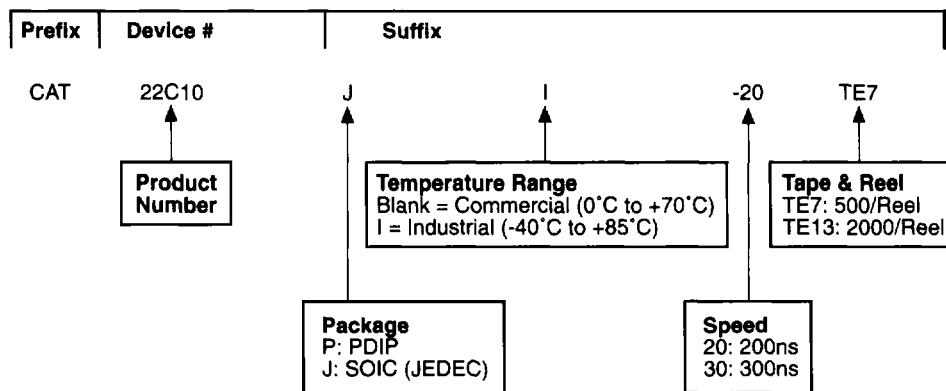 Prefix Device # Suffix
CAT 22C10 J I -20 TE7
Product
Number
Temperature Range
Blank = Commercial (0˚C to +70˚C)
I = Industrial (-40˚C to +85˚C)
Tape & Reel
TE7: 500/Reel
TE13: 2000/Reel
Package
P: PDIP
J: SOIC (JEDEC)
Speed
20: 200ns
30: 300ns